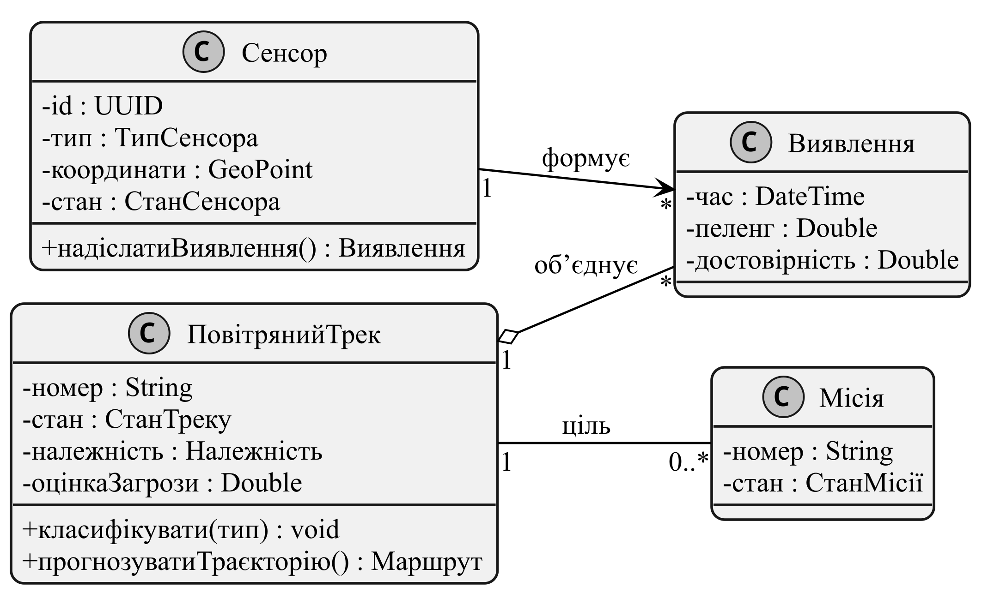 C Сенсор
-id : UUID
-тип : ТипСенсора
-координати : GeoPoint
-стан : СтанСенсора
+надіслатиВиявлення() : Виявлення
формує
1
*
C Виявлення
-час : DateTime
-пеленг : Double
-достовірність : Double
об’єднує
*
1
C ПовітрянийТрек
-номер : String
-стан : СтанТреку
-належність : Належність
-оцінкаЗагрози : Double
+класифікувати(тип) : void
+прогнозуватиТраєкторію() : Маршрут
ціль
1
0..*
C Місія
-номер : String
-стан : СтанМісії